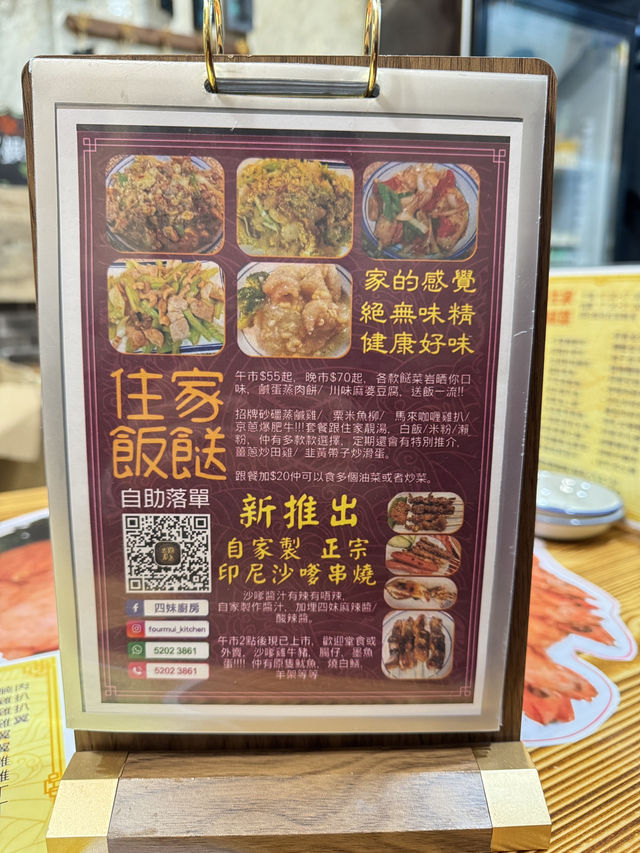 家的感覺
絕無味精
健康好味
住家
飯餸
午市$55起，晚市$70起，各款餸菜岩晒你口
味，鹹蛋蒸肉餅/ 川味麻婆豆腐，送飯一流!!
招牌砂礓蒸鹹雞/ 粟米魚柳/ 馬來咖喱雞扒/
京蔥爆肥牛!!!套餐跟住家靚湯，白飯/米粉/瀨
粉，仲有多款款選擇，定期還會有特別推介，
薑蔥炒田雞/ 韭黃帶子炒滑蛋。
跟餐加$20仲可以食多個油菜或者炒菜。
自助落單
新推出
自家製 正宗
印尼沙嗲串燒
沙嗲醬汁有辣有唔辣，
自家製作醬汁，加埋四妹麻辣醬/
酸辣醬。
四妹廚房
fourmui_kitchen
5202 3861
5202 3861
午市2點後現已上市，歡迎堂食或
外賣，沙嗲雞牛豬，腸仔，墨魚
蛋!!!! 仲有原隻魷魚，燒白鱔，
羊架等等